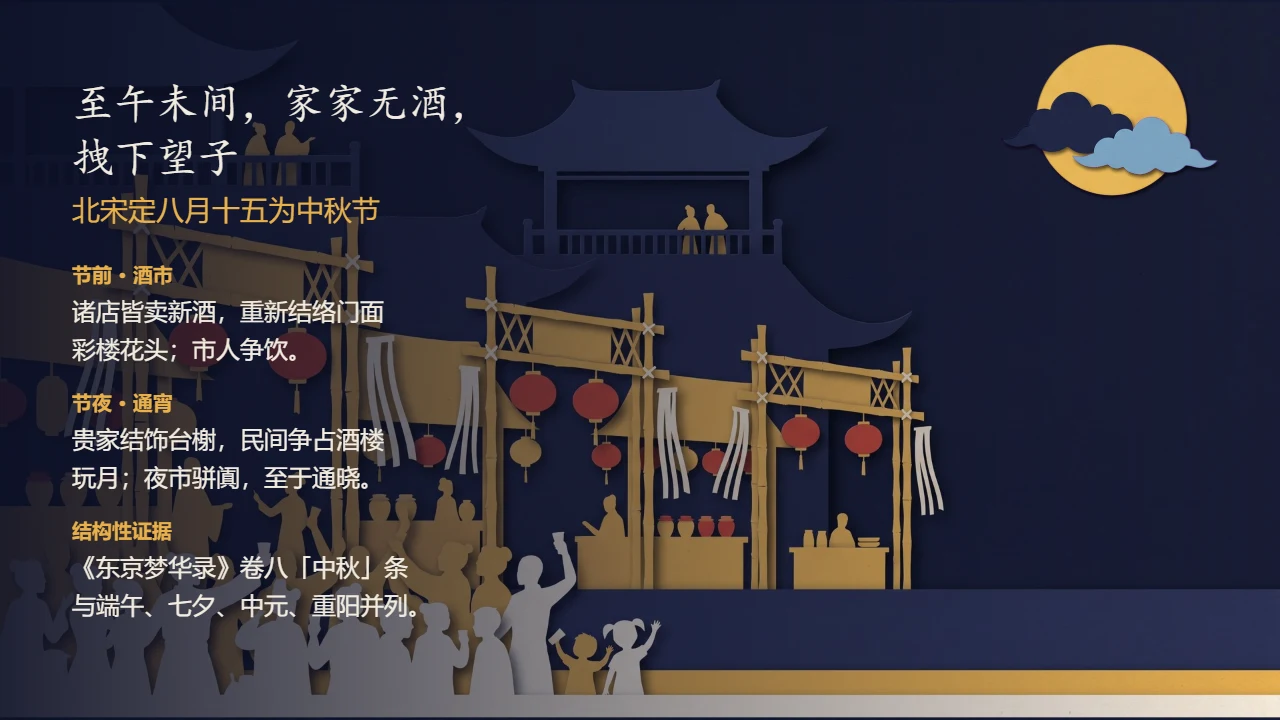 至午未间，家家无酒，
拽下望子
北宋定八月十五为中秋节
节前·酒市
诸店皆卖新酒，重新结络门面
彩楼花头；市人争饮。
节夜·通宵
贵家结饰台榭，民间争占酒楼
玩月；夜市骈阗，至于通晓。
结构性证据
《东京梦华录》卷八「中秋」条
与端午、七夕、中元、重阳并列。